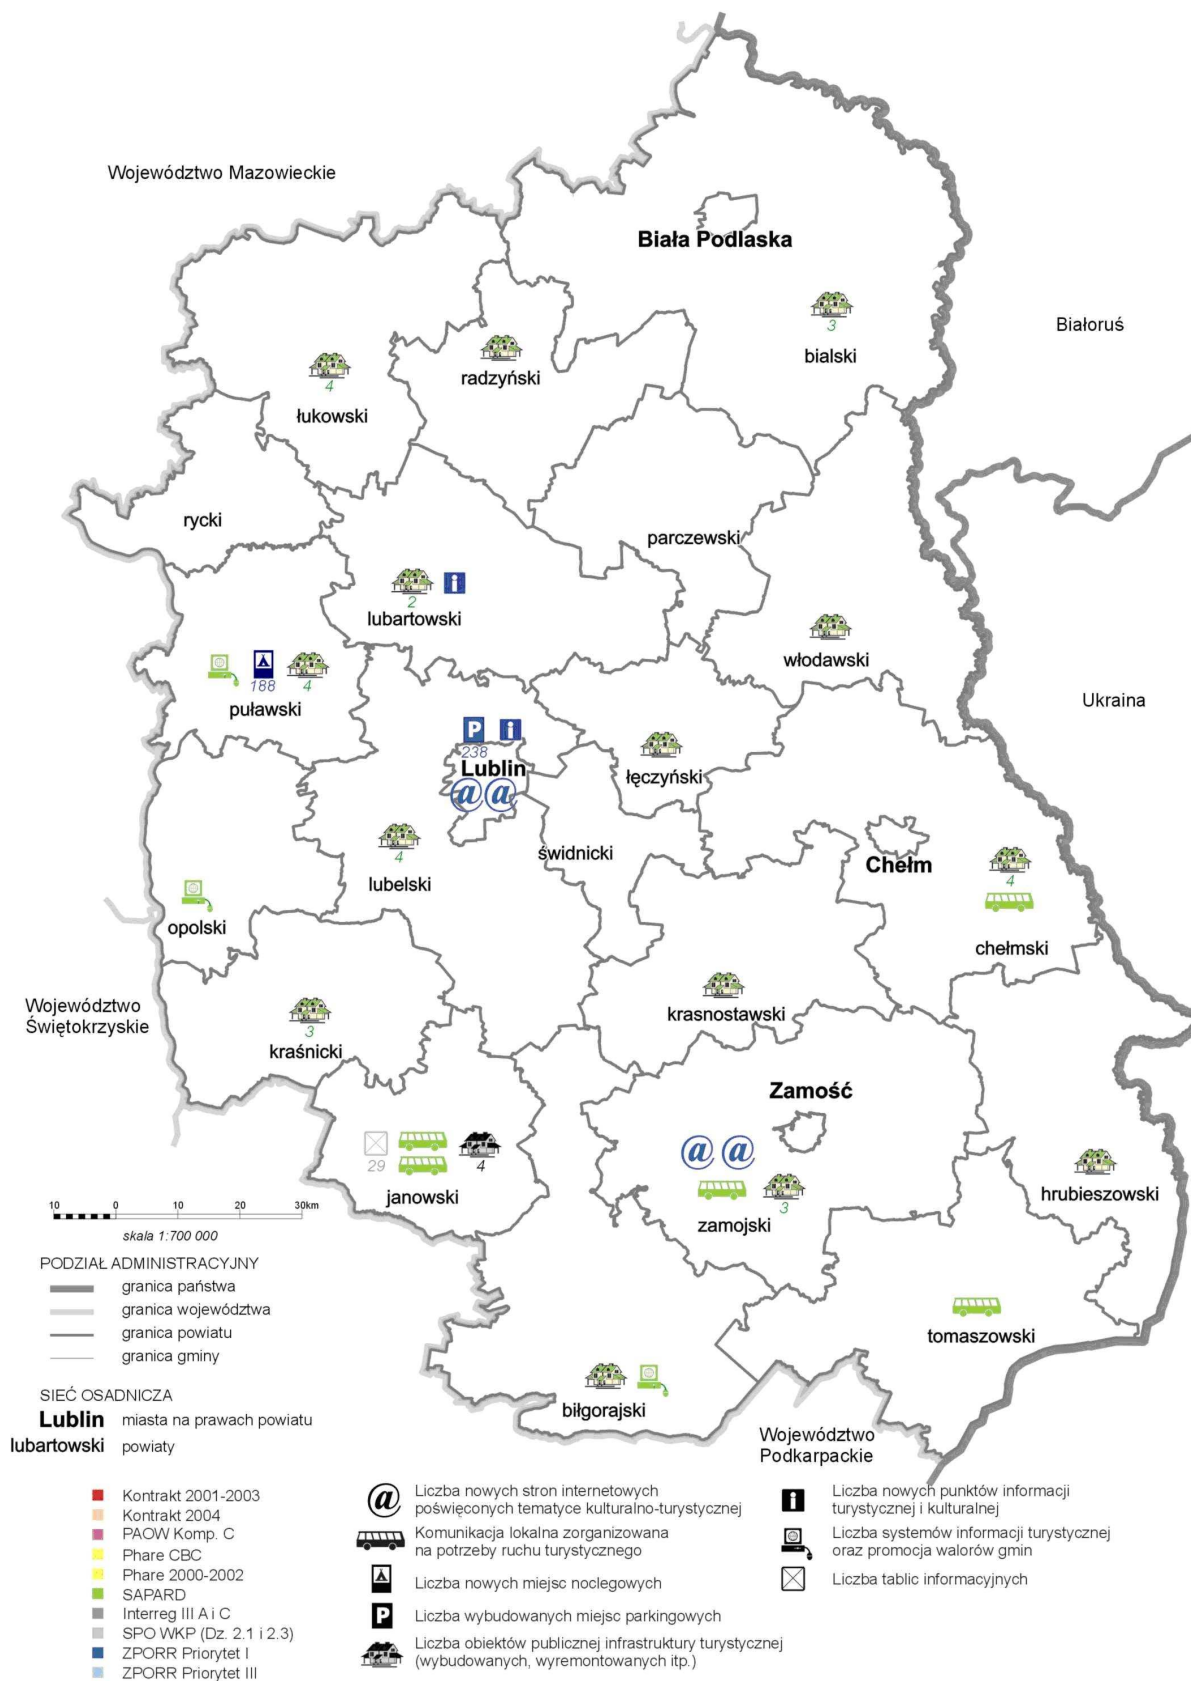 Województwo Mazowieckie
Biała Podlaska
Białoruś
3
bialski
radzyński
4
łukowski
rycki
parczewski
2
lubartowski
włodawski
188
4
puławski
Ukraina
238
Lublin
łęczyński
4
lubelski
świdnicki
Chełm
4
chełmski
opolski
Województwo
Świętokrzyskie
3
kraśnicki
krasnostawski
Zamość
29
4
janowski
3
zamojski
hrubieszowski
tomaszowski
biłgorajski
Województwo
Podkarpackie
10 0 10 20 30km
skala 1:700 000
PODZIAŁ ADMINISTRACYJNY
granica państwa
granica województwa
granica powiatu
granica gminy
SIEĆ OSADNICZA
Lublin miasta na prawach powiatu
lubartowski powiaty
Kontrakt 2001-2003
Kontrakt 2004
PAOW Komp. C
Phare CBC
Phare 2000-2002
SAPARD
Interreg III A i C
SPO WKP (Dz. 2.1 i 2.3)
ZPORR Priorytet I
ZPORR Priorytet III
Liczba nowych stron internetowych
poświęconych tematyce kulturalno-turystycznej
Komunikacja lokalna zorganizowana
na potrzeby ruchu turystycznego
Liczba nowych miejsc noclegowych
Liczba wybudowanych miejsc parkingowych
Liczba obiektów publicznej infrastruktury turystycznej
(wybudowanych, wyremontowanych itp.)
Liczba nowych punktów informacji
turystycznej i kulturalnej
Liczba systemów informacji turystycznej
oraz promocja walorów gmin
Liczba tablic informacyjnych